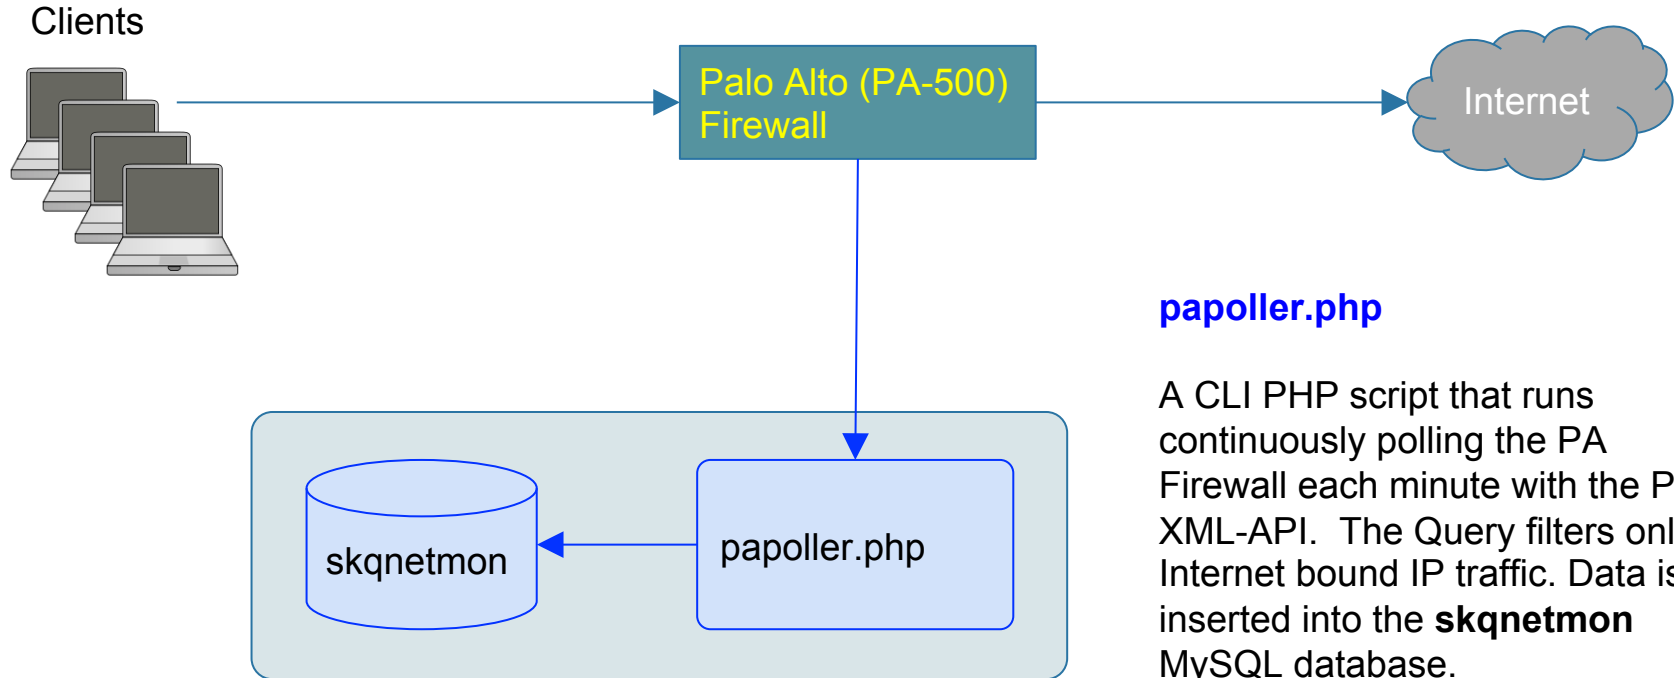 Clients
Palo Alto (PA-500)
Firewall
Internet
papoller.php
A CLI PHP script that runs
continuously polling the PA
Firewall each minute with the
XML-API. The Query filters
Internet bound IP traffic. Data
inserted into the skqnetmon
MySQL database.
skqnetmon
papoller.php